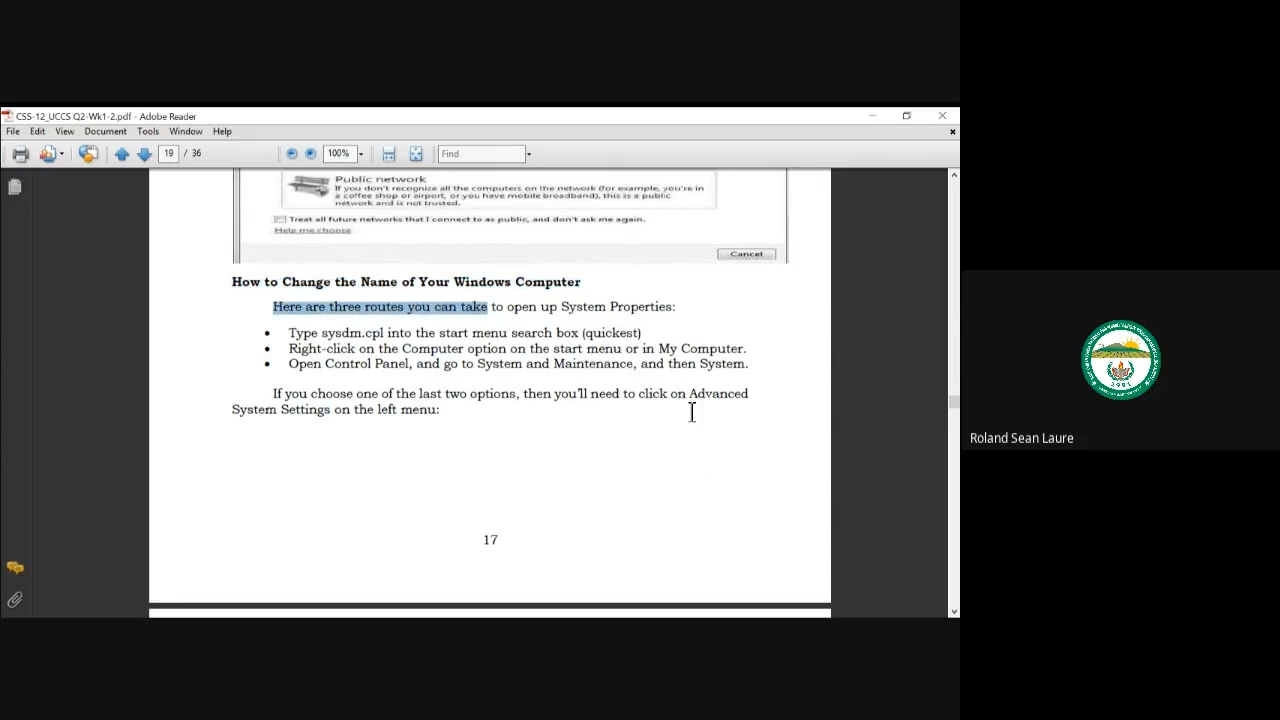 CSS-12_UCCS Q2-Wk1-2.pdf - Adobe Reader
File Edit View Document Tools Window Help
19 / 36 100% Find
Public network
If you don't recognize all the computers on the network (for example, you're in
a coffee shop or airport, or you have mobile broadband), this is a public
network and is not trusted.
Treat all future networks that I connect to as public, and don't ask me again.
Help me choose
Cancel
How to Change the Name of Your Windows Computer
Here are three routes you can take to open up System Properties:
• Type sysdm.cpl into the start menu search box (quickest)
• Right-click on the Computer option on the start menu or in My Computer.
• Open Control Panel, and go to System and Maintenance, and then System.
If you choose one of the last two options, then you'll need to click on Advanced
System Settings on the left menu:
17
2001
Roland Sean Laure